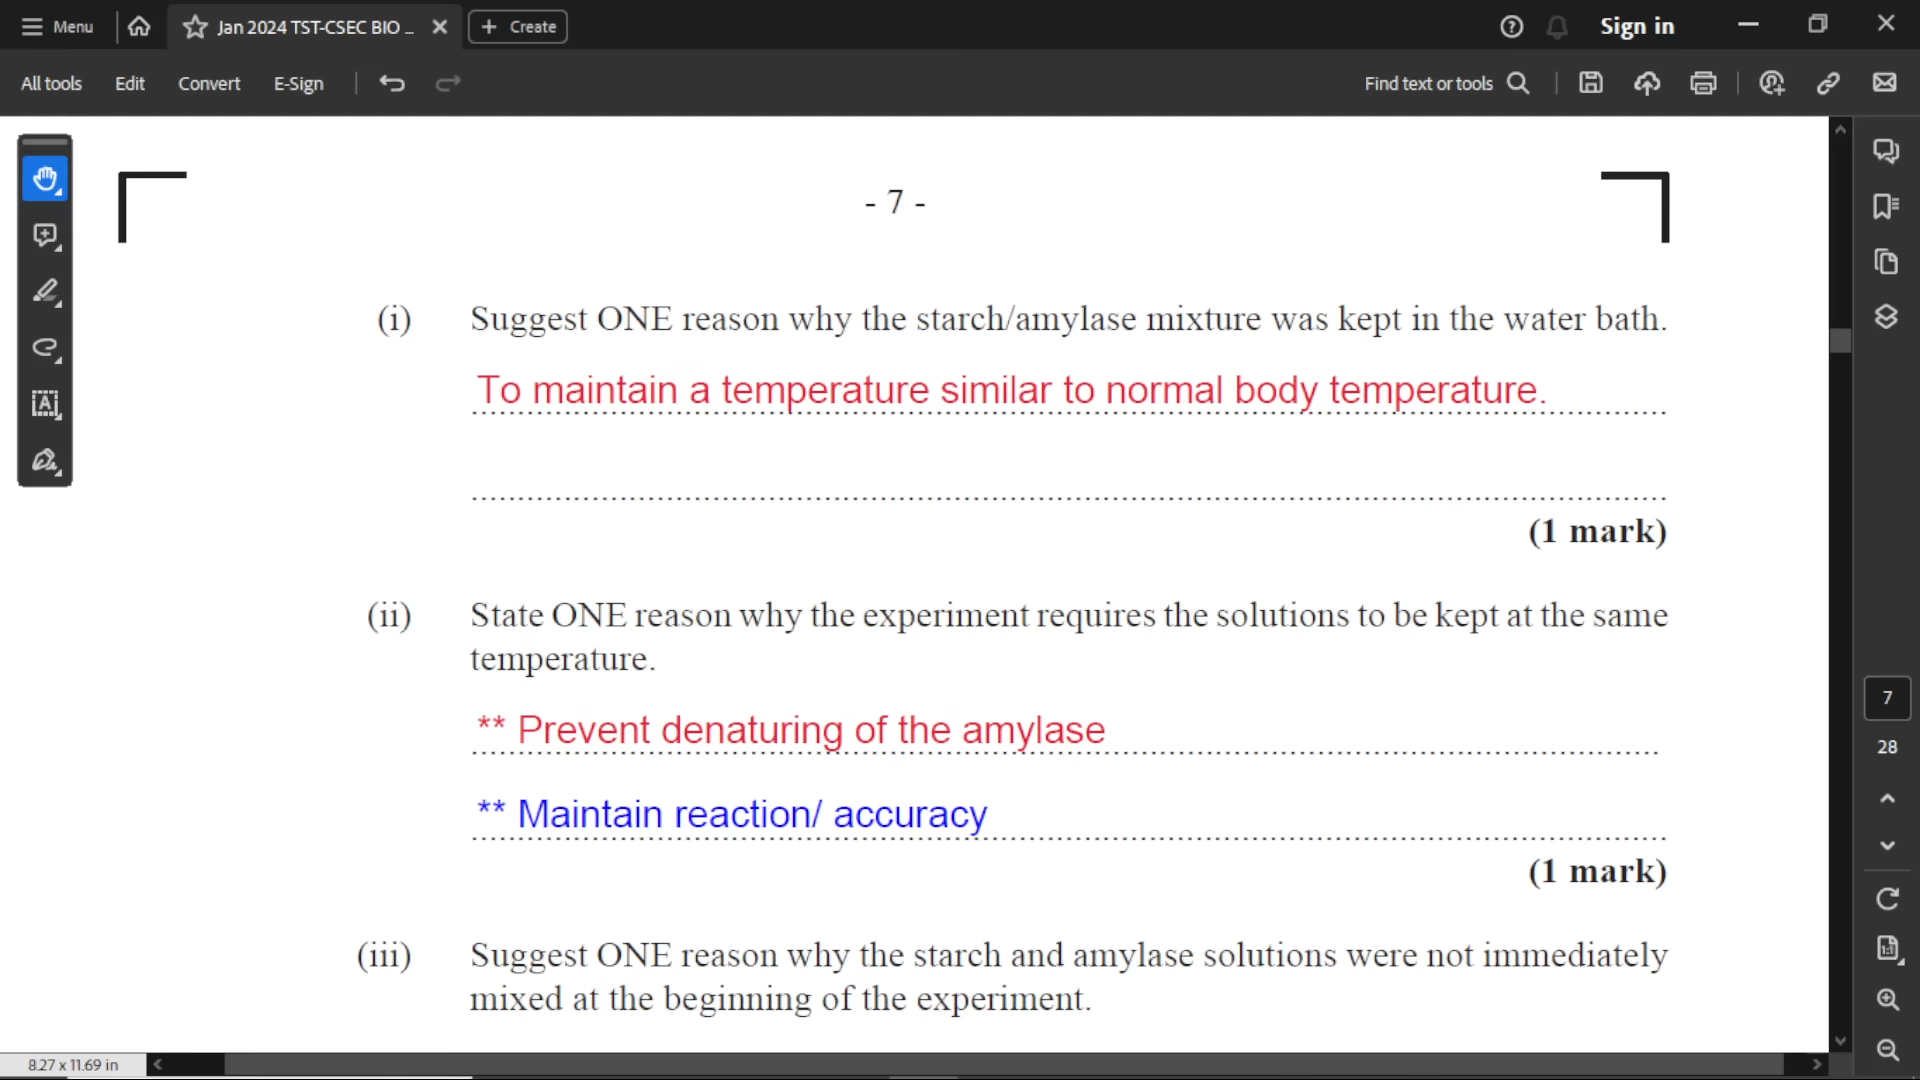 Menu
Jan 2024 TST-CSEC BIO _
Create
Sign in
All tools
Edit
Convert
E-Sign
Find text or tools
- 7 -
(i) Suggest ONE reason why the starch/amylase mixture was kept in the water bath.
To maintain a temperature similar to normal body temperature.
(1 mark)
(ii) State ONE reason why the experiment requires the solutions to be kept at the same
temperature.
** Prevent denaturing of the amylase
** Maintain reaction/ accuracy
(1 mark)
(iii) Suggest ONE reason why the starch and amylase solutions were not immediately
mixed at the beginning of the experiment.
7
28
8.27 x 11.69 in